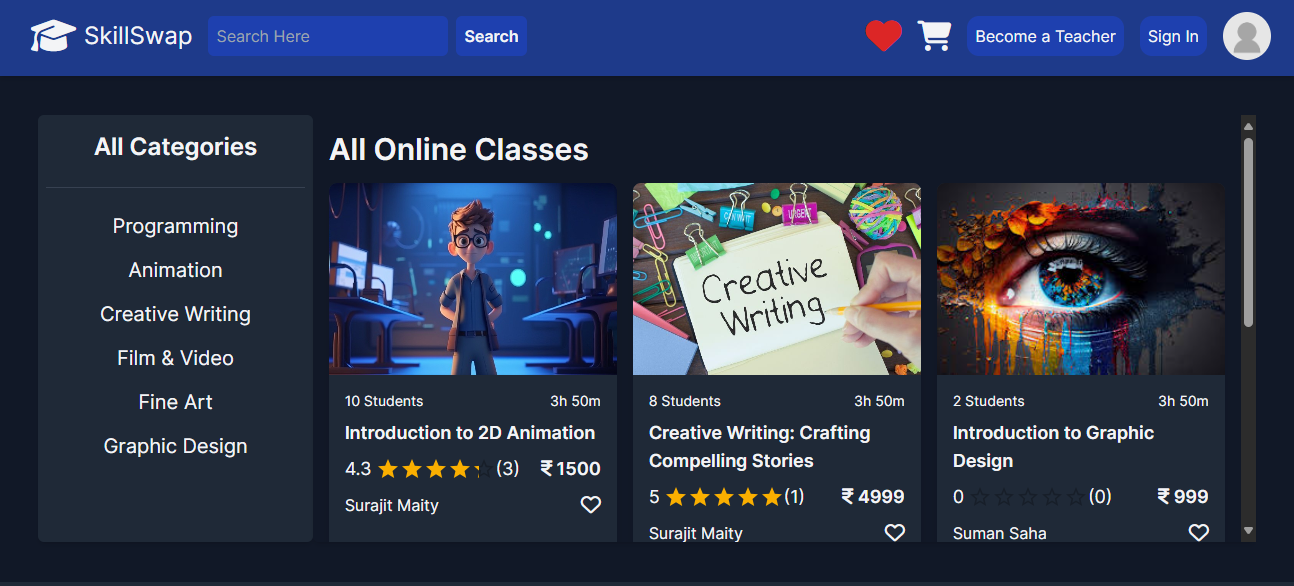 SkillSwap
Search Here
Search
Become a Teacher
Sign In
All Categories
Programming
Animation
Creative Writing
Film & Video
Fine Art
Graphic Design
All Online Classes
URGENT
Creative
Writing
10 Students 3h 50m
Introduction to 2D Animation
4.3 (3) ₹ 1500
Surajit Maity
8 Students 3h 50m
Creative Writing: Crafting
Compelling Stories
5 (1) ₹ 4999
Surajit Maity
2 Students 3h 50m
Introduction to Graphic
Design
0 (0) ₹ 999
Suman Saha